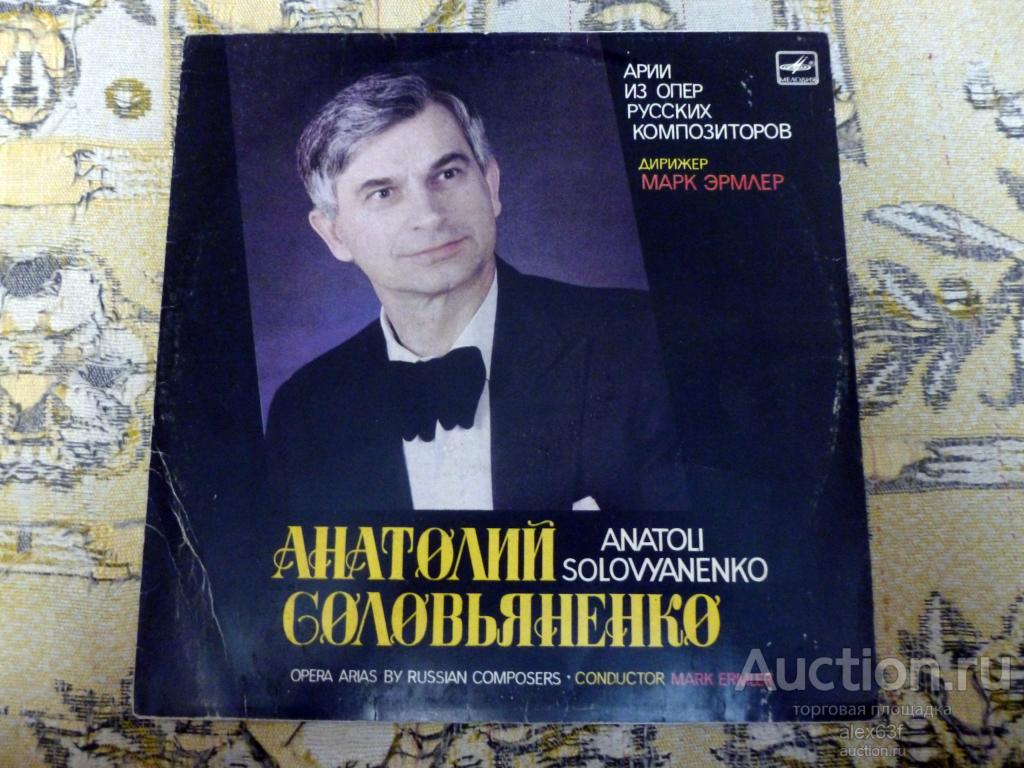 АРИИ
ИЗ ОПЕР
РУССКИХ
КОМПОЗИТОРОВ
МЕЛОДИЯ
ДИРИЖЕР
МАРК ЭРМЛЕР
АНАТОЛИЙ
СОЛОВЬЯНЕНКО
ANATOLI
SOLOVYANENKO
OPERA ARIAS BY RUSSIAN COMPOSERS · CONDUCTOR MARK ERMLER
Auction.ru
торговая площадка
alex63f
auction.ru